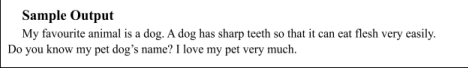 Sample Output
My favourite animal is a dog. A dog has sharp teeth so that it can eat flesh very easily.
Do you know my pet dog's name? I love my pet very much.